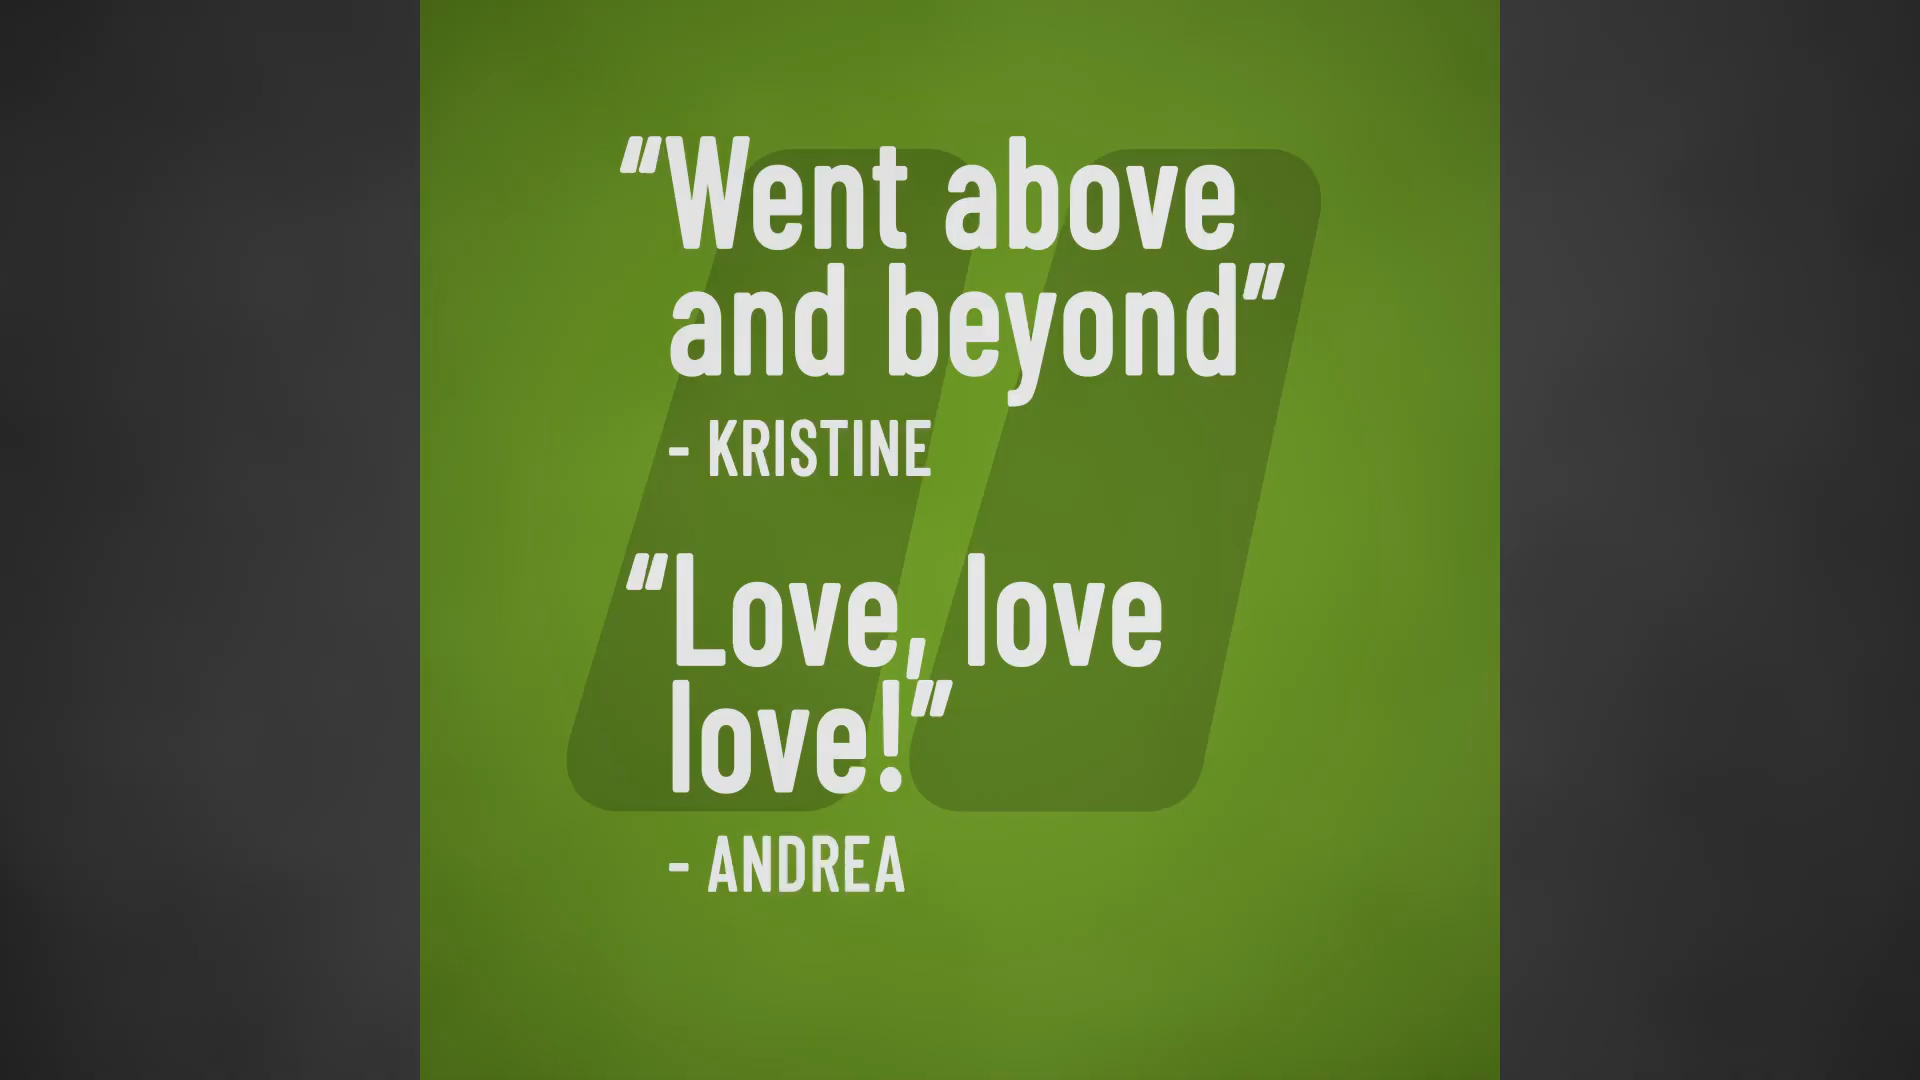 “Went above
and beyond”
- KRISTINE
“Love, love
love!”
- ANDREA